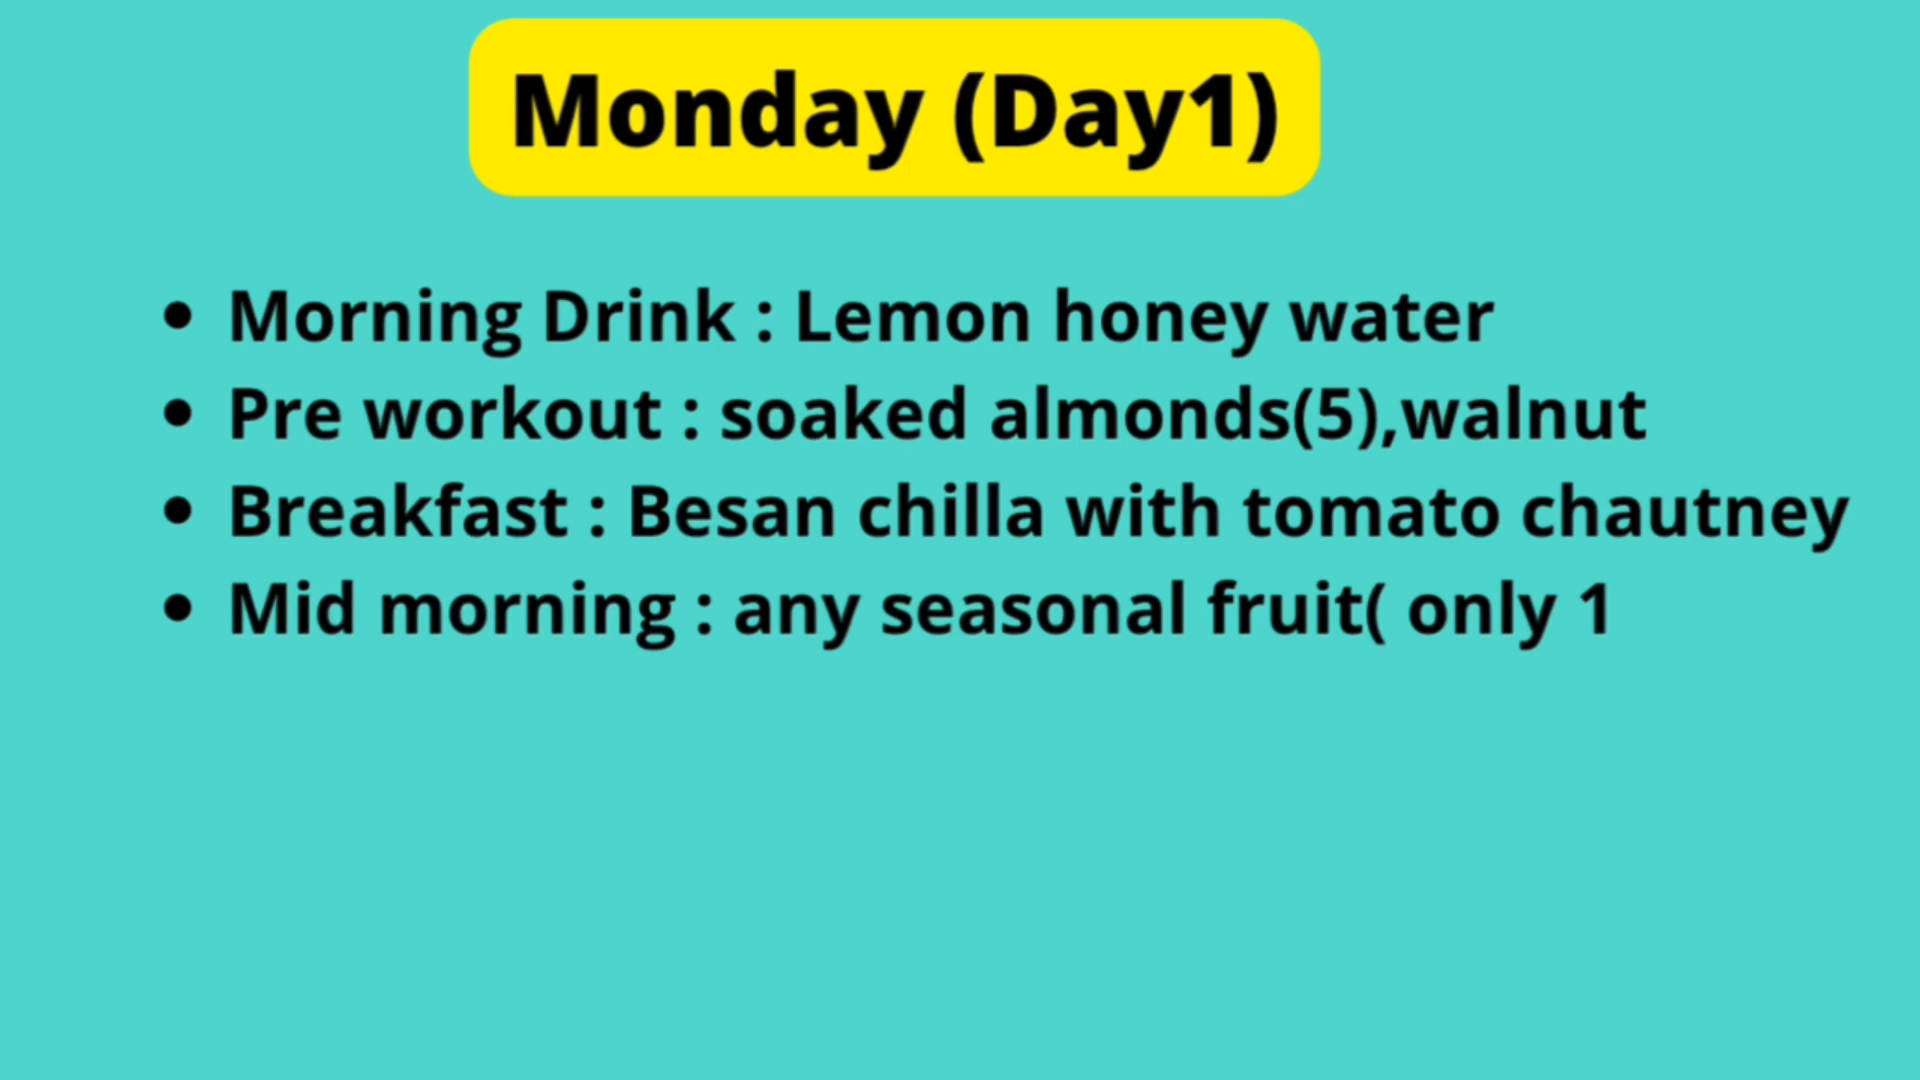 Monday (Day1)
• Morning Drink : Lemon honey water
• Pre workout : soaked almonds(5),walnut
• Breakfast : Besan chilla with tomato chautney
• Mid morning : any seasonal fruit( only 1